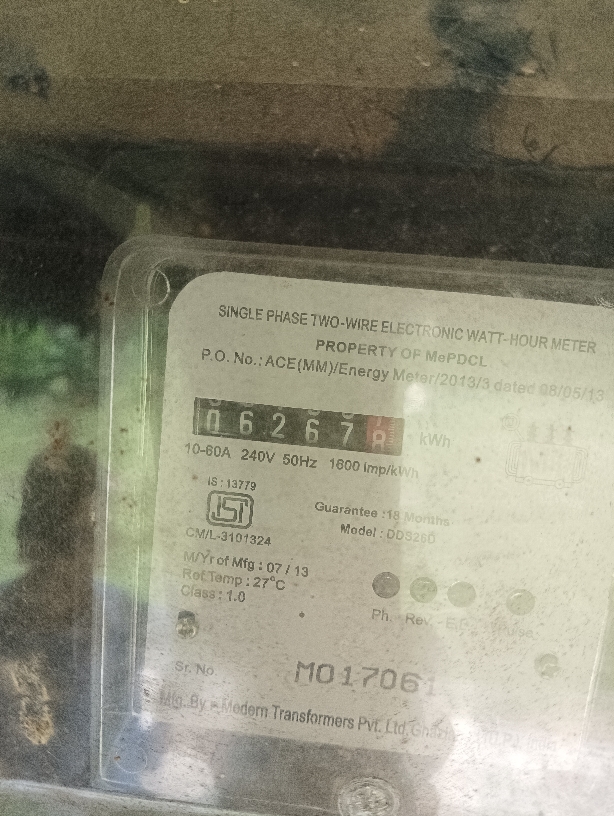 SINGLE PHASE TWO-WIRE ELECTRONIC WATT-HOUR METER
PROPERTY OF MePDCL
P.O. No.: ACE(MM)/Energy Meter/2013/3 dated 08/05/13
06267 kWh
10-60A 240V 50Hz 1600 imp/kWh
IS : 13779
ISI
Guarantee :18 Months
CM/L-3101324
Model : DDS26D
M/Yr of Mfg : 07 / 13
Ref Temp : 27°C
Class : 1.0
Ph. Rev.
Sr. No.
M017061
Mfg. By - Modern Transformers Pvt. Ltd.